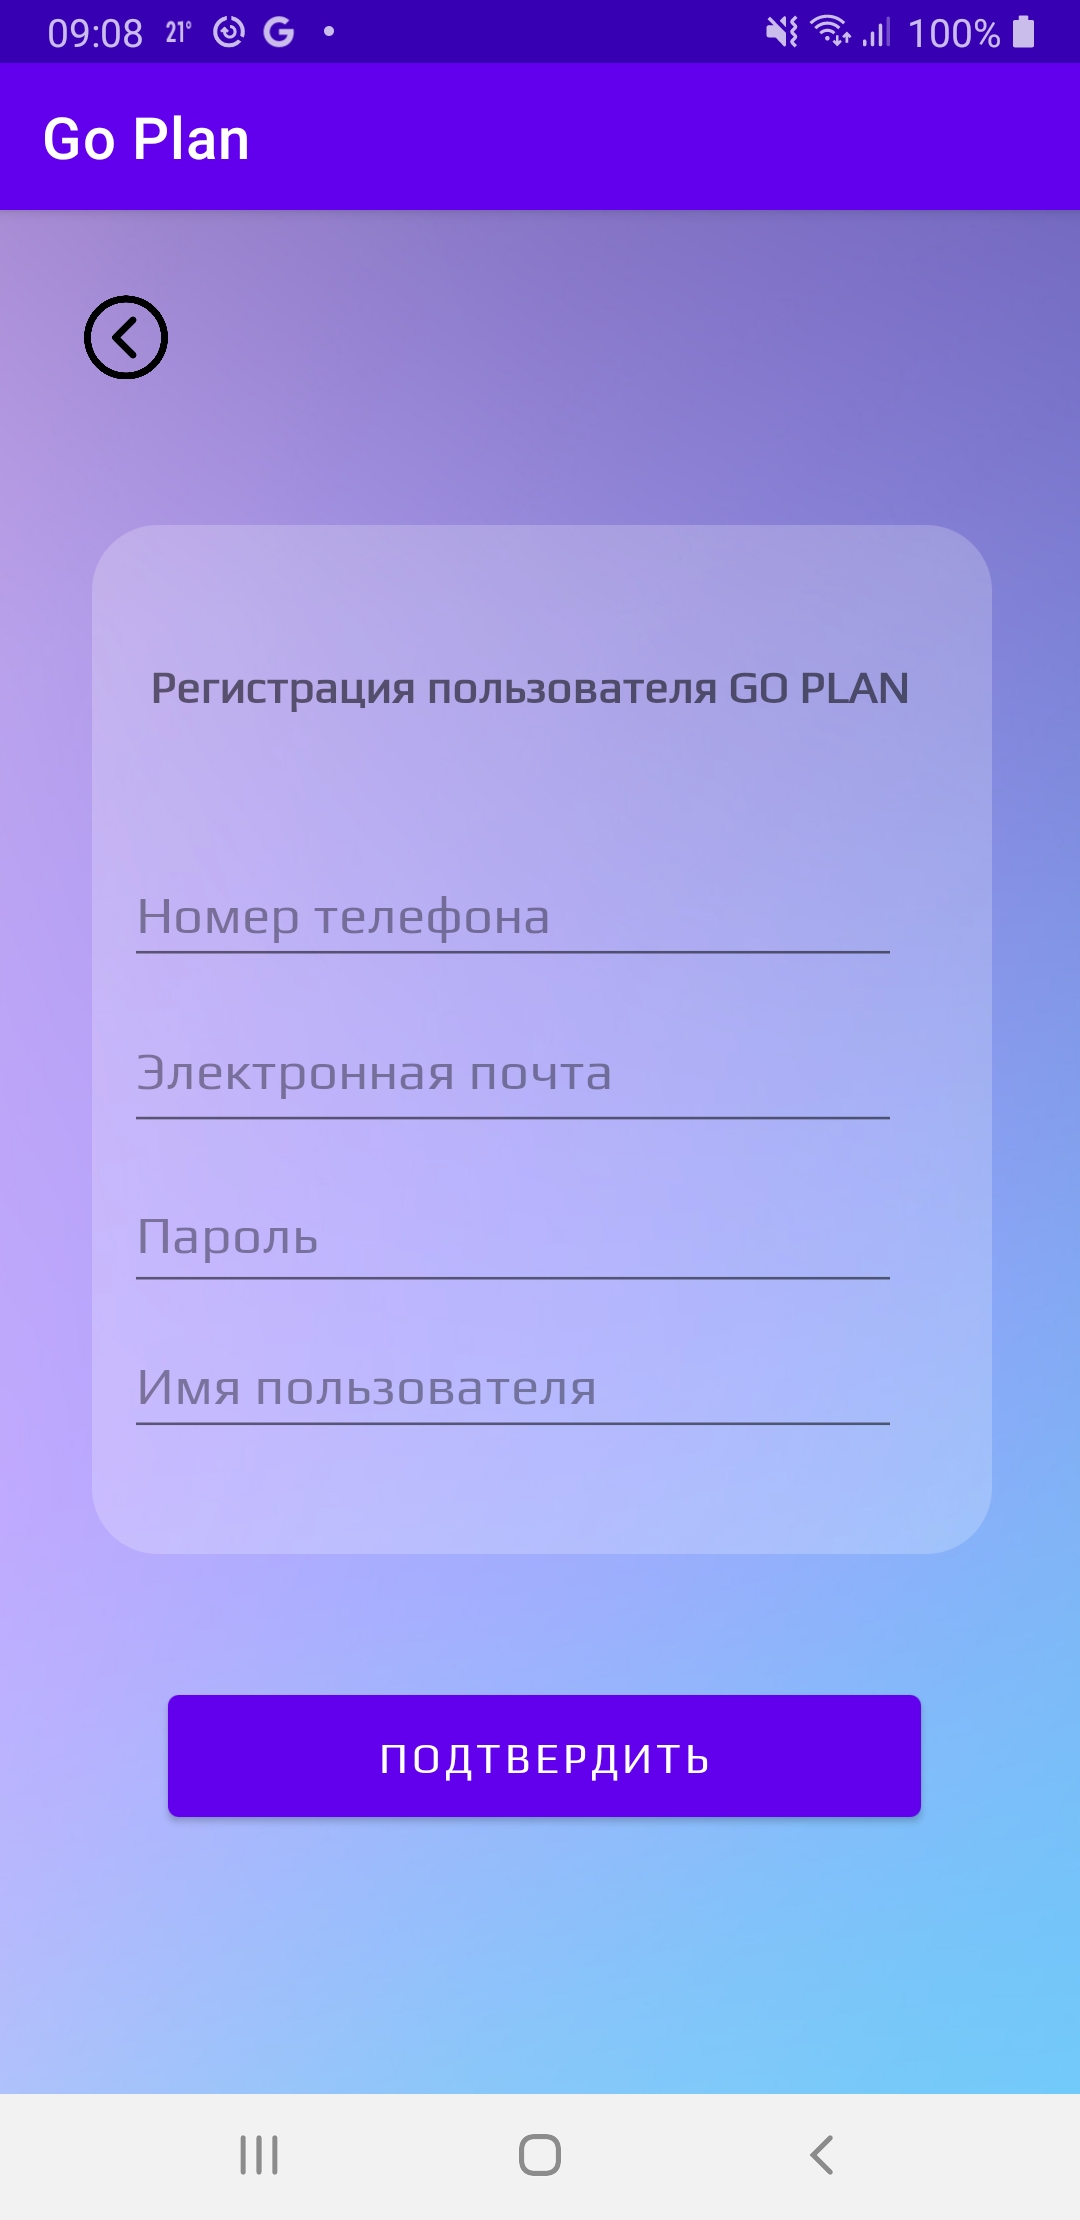 09:08 21° G 100%
Go Plan
Регистрация пользователя GO PLAN
Номер телефона
Электронная почта
Пароль
Имя пользователя
ПОДТВЕРДИТЬ